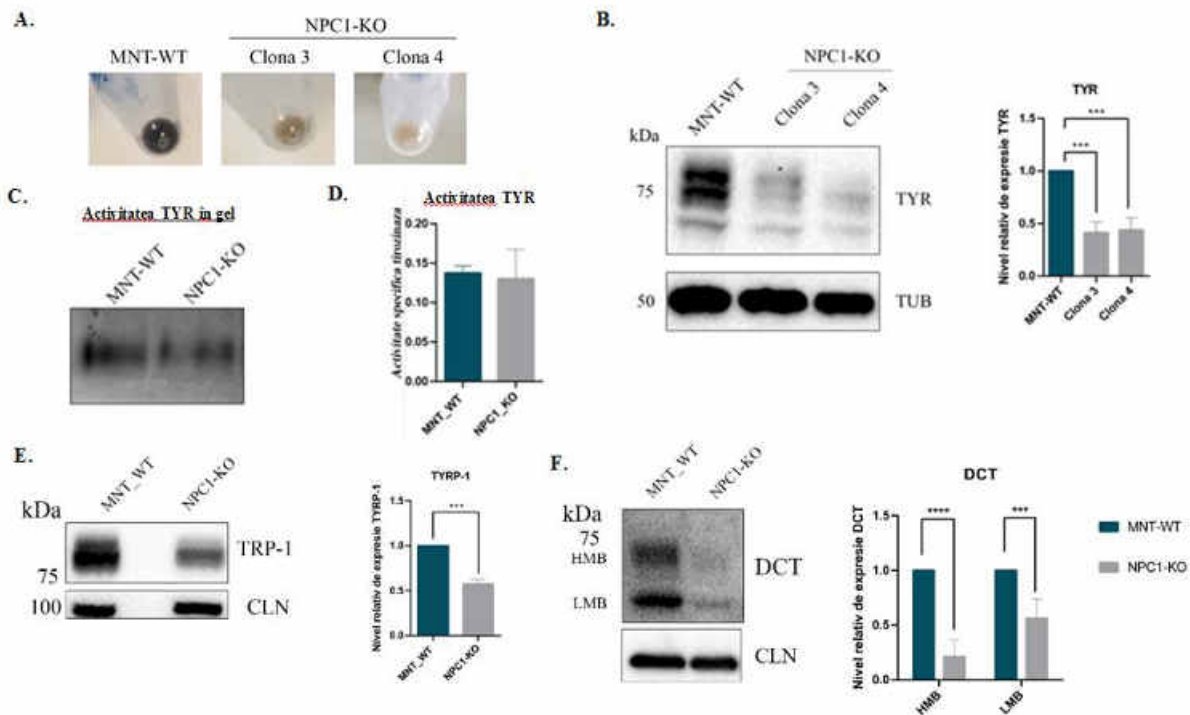 A.
NPC1-KO
MNT-WT
Clona 3
Clona 4
B.
NPC1-KO
MNT-WT
Clona 3
Clona 4
kDa
75
TYR
50
TUB
TYR
***
***
Nivel relativ de expresie TYR
1.5
1.0
0.5
0.0
MNT-WT
Clona 3
Clona 4
C.
Activitatea TYR in gel
MNT-WT
NPC1-KO
D.
Activitatea TYR
Activitate specifica tirozinaza
0.20
0.15
0.10
0.05
0.00
MNT_WT
NPC1_KO
E.
MNT_WT
NPC1-KO
kDa
TRP-1
75
100
CLN
TYRP-1
***
Nivel relativ de expresie TYRP-1
1.5
1.0
0.5
0.0
MNT_WT
NPC1-KO
F.
MNT_WT
NPC1-KO
kDa
75
HMB
DCT
LMB
CLN
DCT
****
***
Nivel relativ de expresie DCT
1.5
1.0
0.5
0.0
HMB
LMB
MNT-WT
NPC1-KO